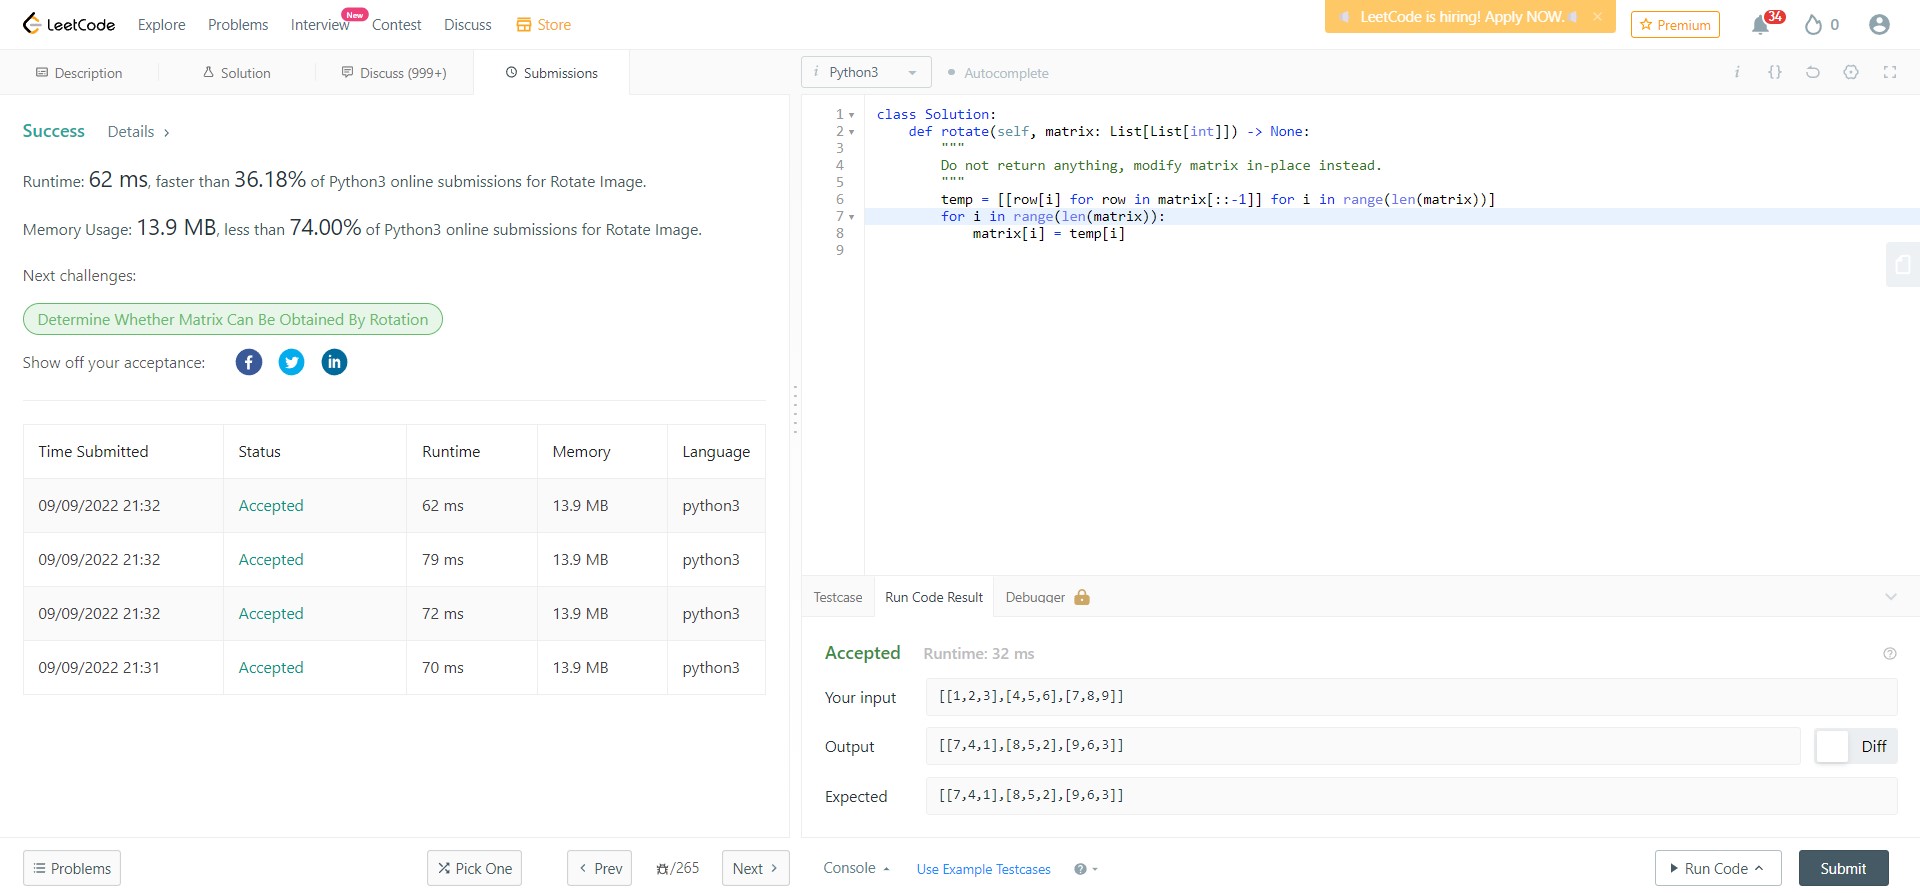 LeetCode Explore Problems Interview New Contest Discuss Store LeetCode is hiring! Apply NOW. Premium 34 0
Description Solution Discuss (999+) Submissions
Success Details
Runtime: 62 ms, faster than 36.18% of Python3 online submissions for Rotate Image.
Memory Usage: 13.9 MB, less than 74.00% of Python3 online submissions for Rotate Image.
Next challenges:
Determine Whether Matrix Can Be Obtained By Rotation
Show off your acceptance:
Time Submitted Status Runtime Memory Language
09/09/2022 21:32 Accepted 62 ms 13.9 MB python3
09/09/2022 21:32 Accepted 79 ms 13.9 MB python3
09/09/2022 21:32 Accepted 72 ms 13.9 MB python3
09/09/2022 21:31 Accepted 70 ms 13.9 MB python3
Problems Pick One Prev /265 Next
i Python3 Autocomplete i {}
1 class Solution:
2 def rotate(self, matrix: List[List[int]]) -> None:
3 """
4 Do not return anything, modify matrix in-place instead.
5 """
6 temp = [[row[i] for row in matrix[::-1]] for i in range(len(matrix))]
7 for i in range(len(matrix)):
8 matrix[i] = temp[i]
9
Testcase Run Code Result Debugger
Accepted Runtime: 32 ms
Your input [[1,2,3],[4,5,6],[7,8,9]]
Output [[7,4,1],[8,5,2],[9,6,3]] Diff
Expected [[7,4,1],[8,5,2],[9,6,3]]
Console Use Example Testcases Run Code Submit